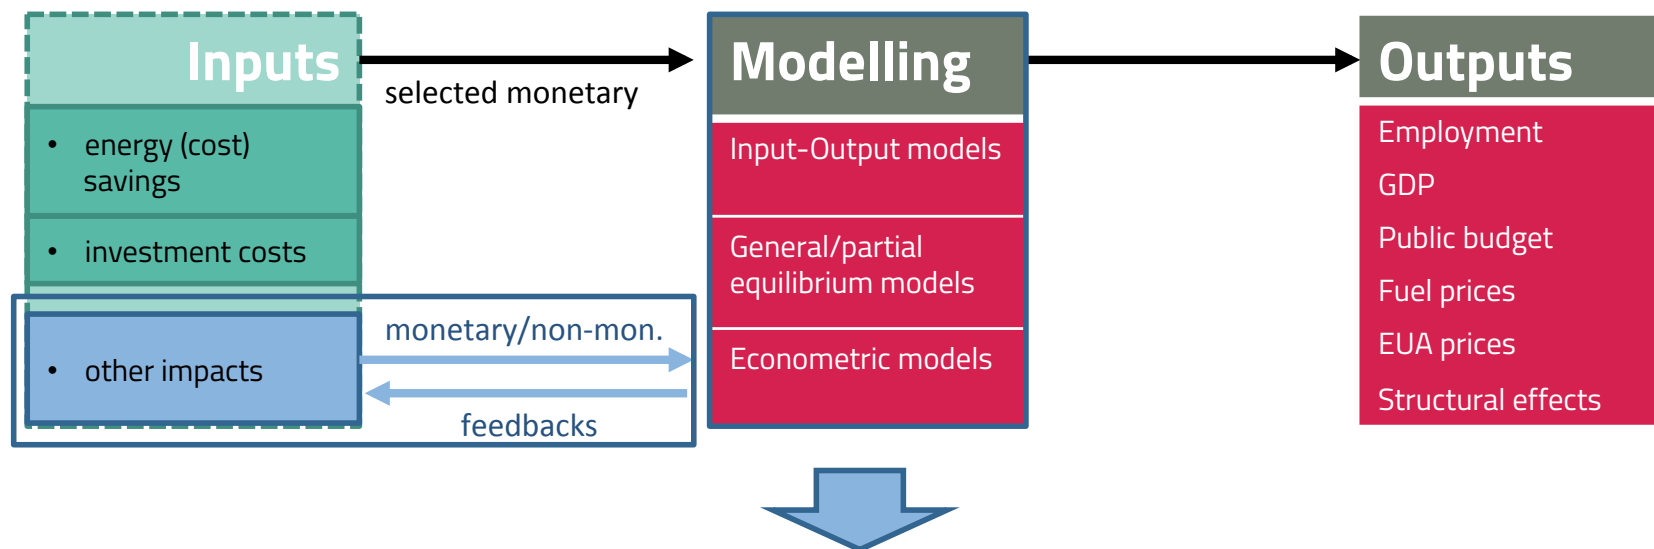 Inputs
• energy (cost)
savings
• investment costs
• other impacts
selected monetary
monetary/non-mon.
feedbacks
Modelling
Input-Output models
General/partial
equilibrium models
Econometric models
Outputs
Employment
GDP
Public budget
Fuel prices
EUA prices
Structural effects